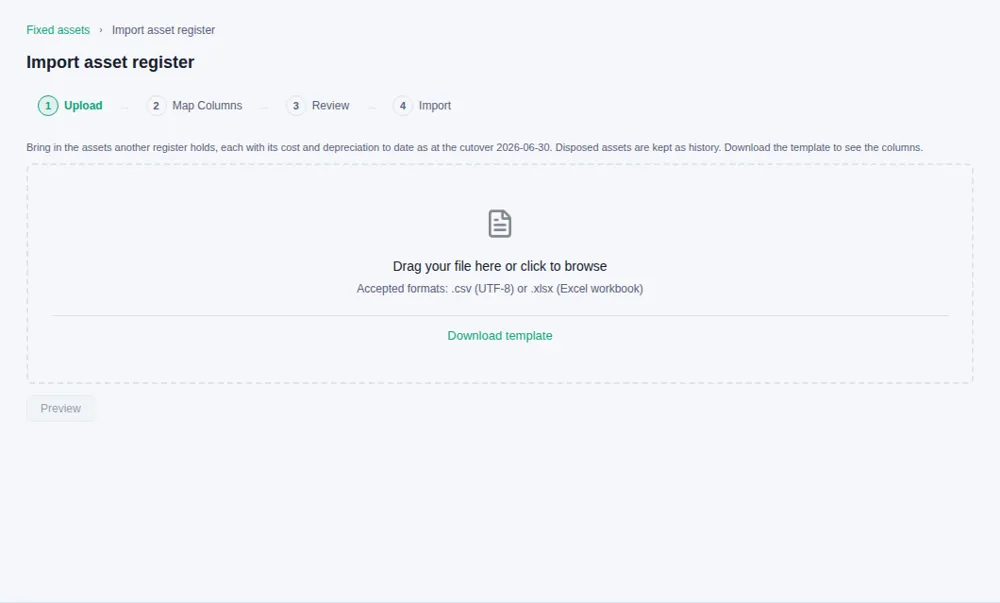 Fixed assets › Import asset register
Import asset register
1 Upload → 2 Map Columns → 3 Review → 4 Import
Bring in the assets another register holds, each with its cost and depreciation to date as at the cutover 2026-06-30. Disposed assets are kept as history. Download the template to see the columns.
Drag your file here or click to browse
Accepted formats: .csv (UTF-8) or .xlsx (Excel workbook)
Download template
Preview